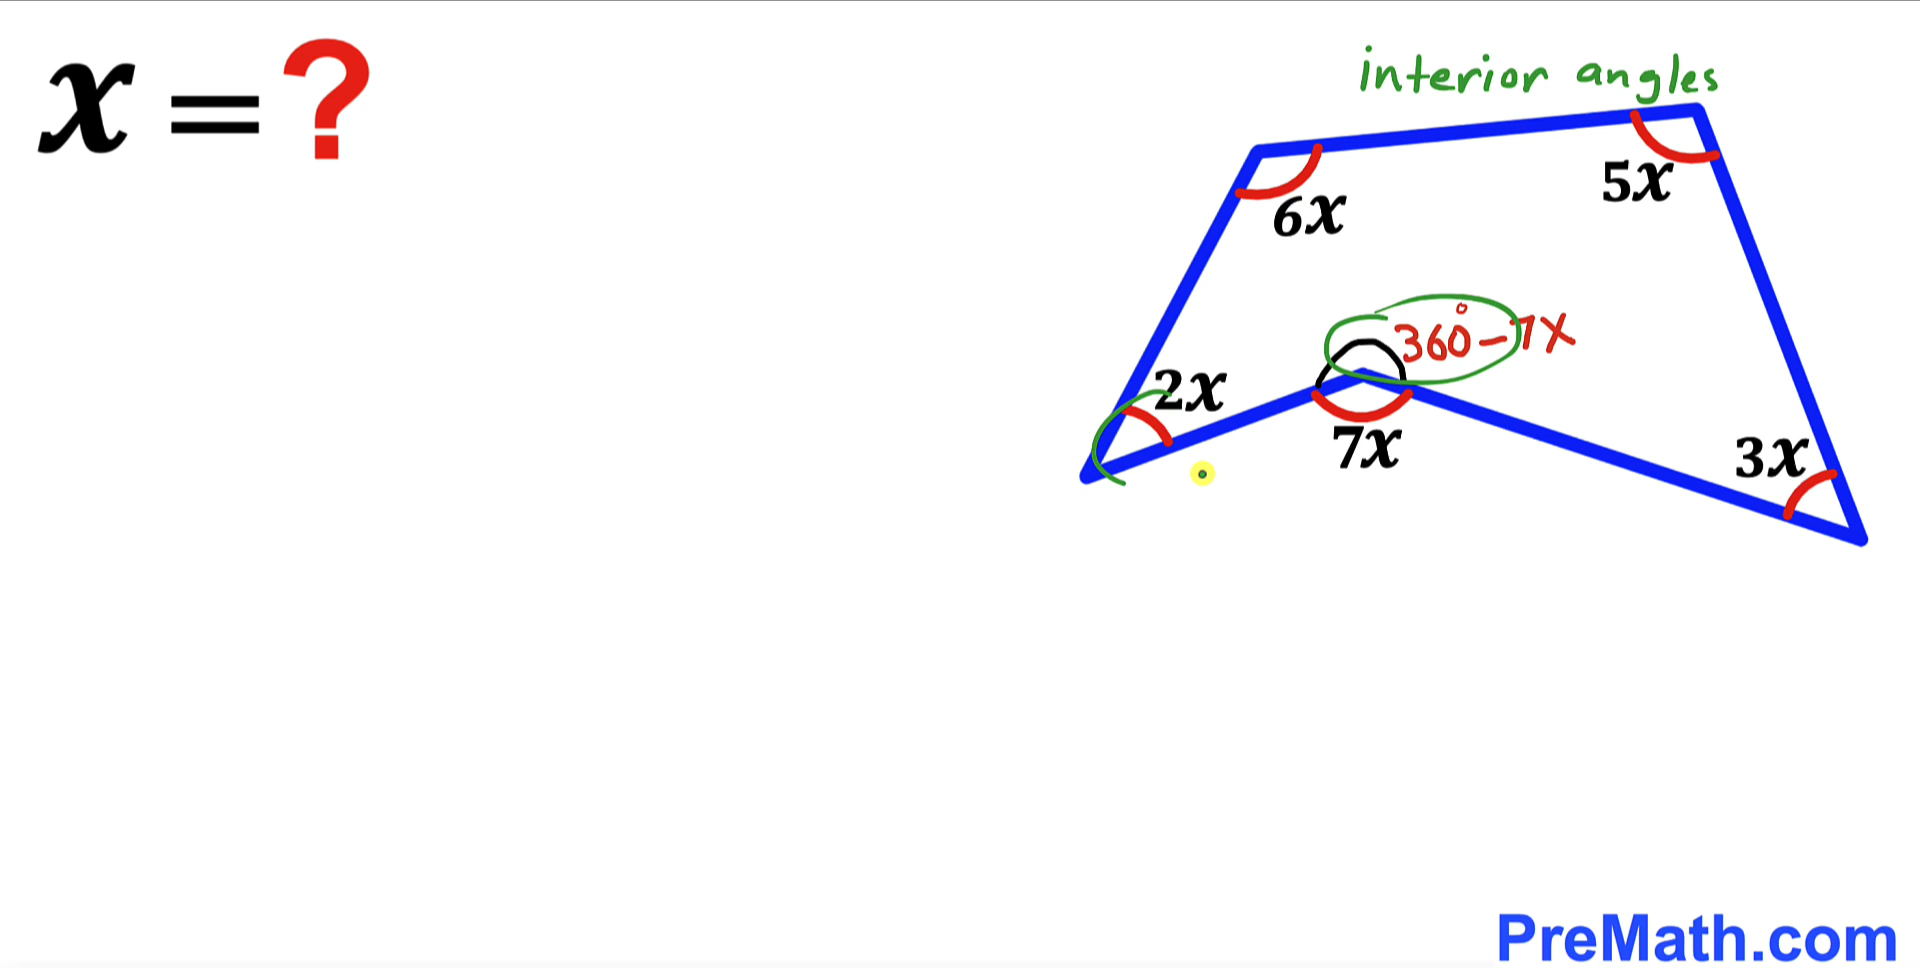 x = ?
interior angles
6x
5x
360° - 7x
2x
7x
3x
PreMath.com